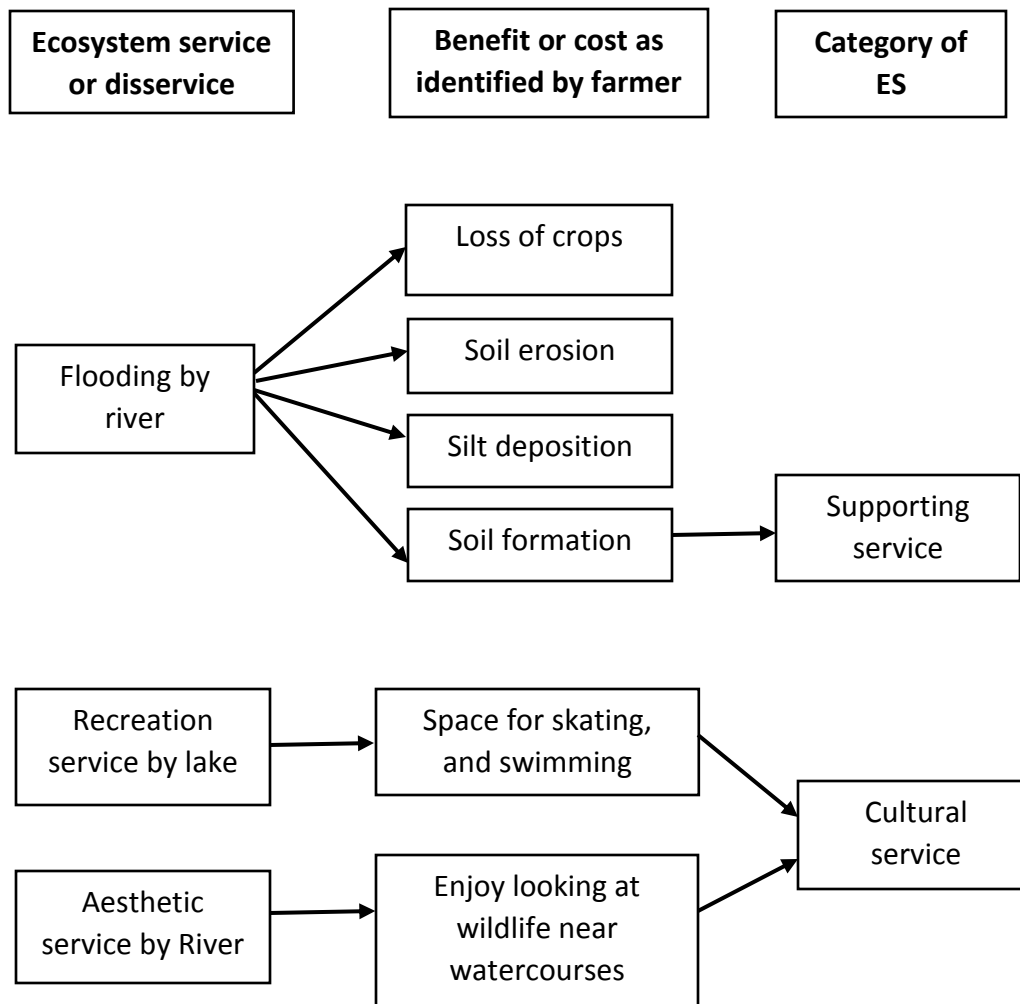 Ecosystem service
or disservice
Benefit or cost as
identified by farmer
Category of
ES
Flooding by
river
Loss of crops
Soil erosion
Silt deposition
Soil formation
Supporting
service
Recreation
service by lake
Space for skating,
and swimming
Aesthetic
service by River
Enjoy looking at
wildlife near
watercourses
Cultural
service